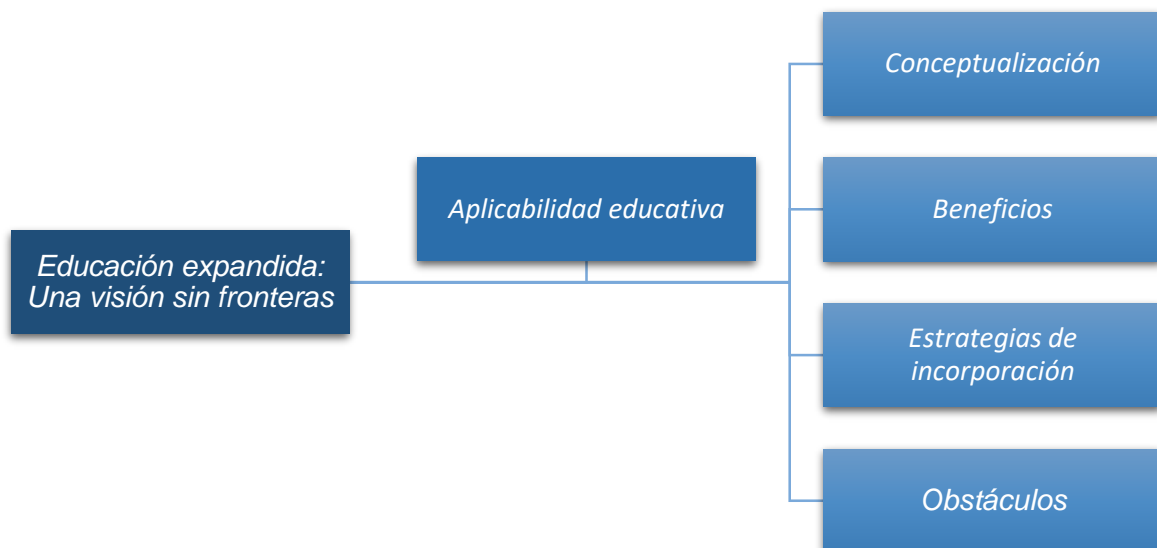 Educación expandida:
Una visión sin fronteras
Aplicabilidad educativa
Conceptualización
Beneficios
Estrategias de
incorporación
Obstáculos